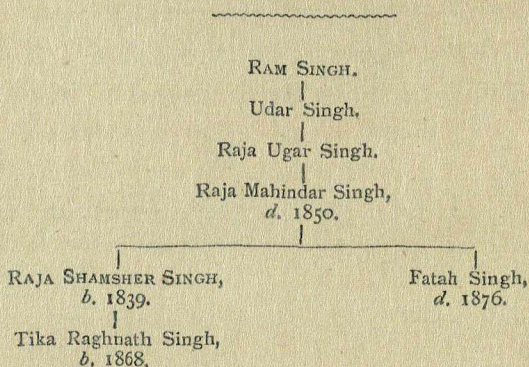 RAM SINGH.
Udar Singh.
Raja Ugar Singh.
Raja Mahindar Singh,
d. 1850.
RAJA SHAMSHER SINGH,
b. 1839.
Fatah Singh,
d. 1876.
Tika Raghnath Singh,
b. 1868.